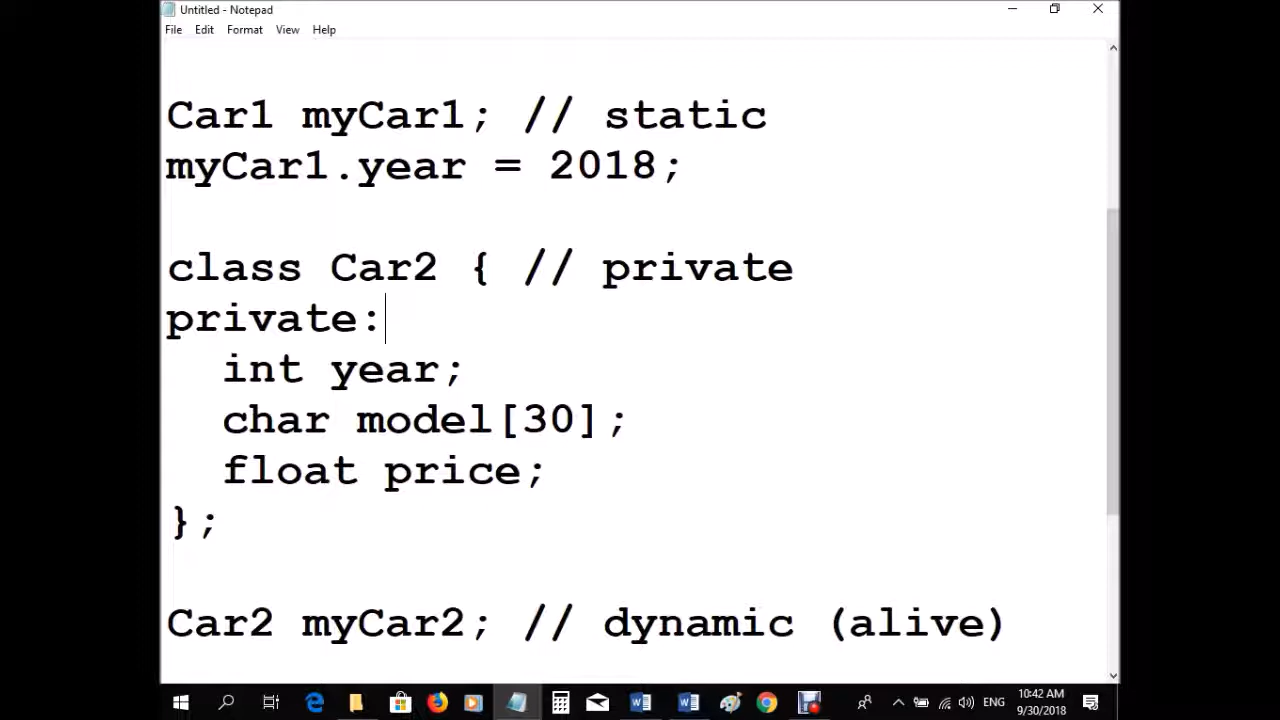 Untitled - Notepad
File Edit Format View Help
Car1 myCar1; // static
myCar1.year = 2018;
class Car2 { // private
private:
int year;
char model[30];
float price;
};
Car2 myCar2; // dynamic (alive)
ENG
10:42 AM
9/30/2018